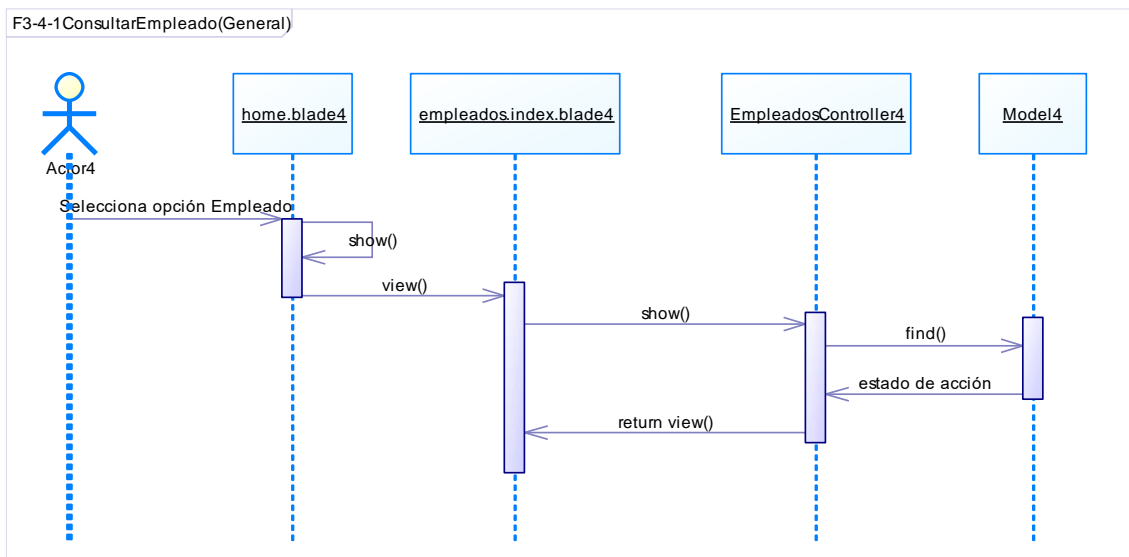 F3-4-1ConsultarEmpleado(General)
Actor4
home.blade4
empleados.index.blade4
EmpleadosController4
Model4
Selecciona opción Empleado
show()
view()
show()
find()
estado de acción
return view()